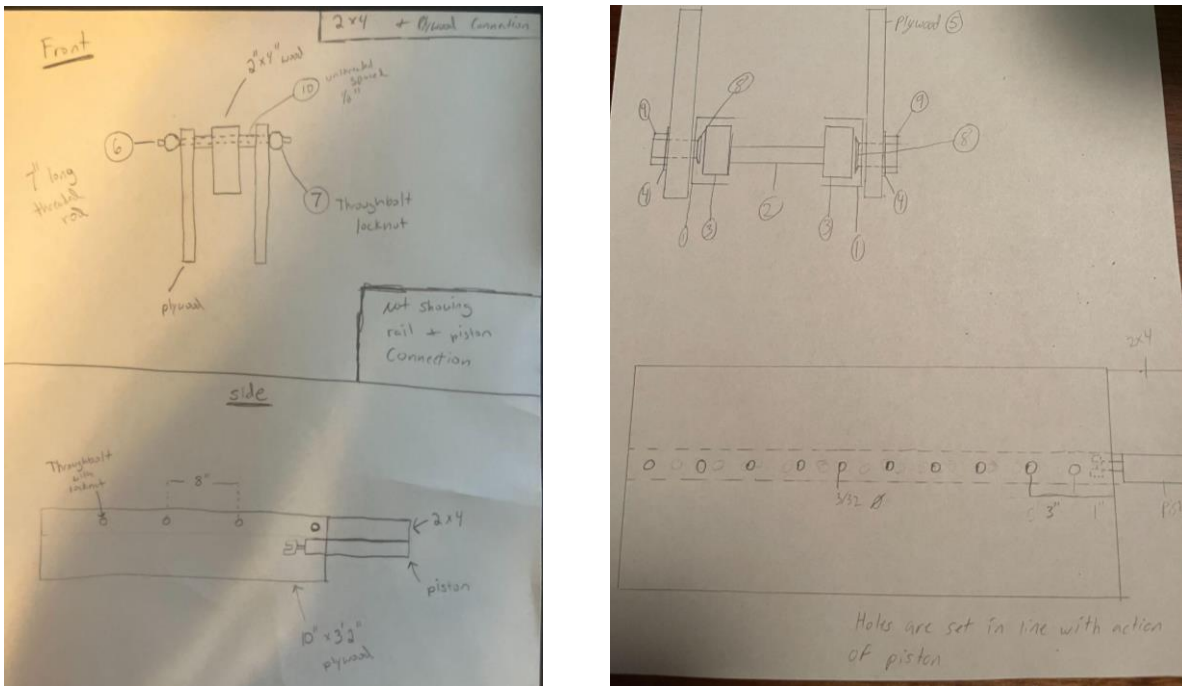 2x4 + Plywood Connection
Front
2"x4" wood
10
unthreaded
spacer
1/2"
6
7
long
threaded
rod
Throughbolt
locknut
plywood
not showing
rail + piston
Connection
side
Throughbolt
with
locknut
8"
2x4
piston
10" x 3'2"
plywood
plywood 5
8
9
9
8
4
4
1
3
2
3
1
2x4
3/32 Ø
3"
1"
Holes are set in line with action
of piston